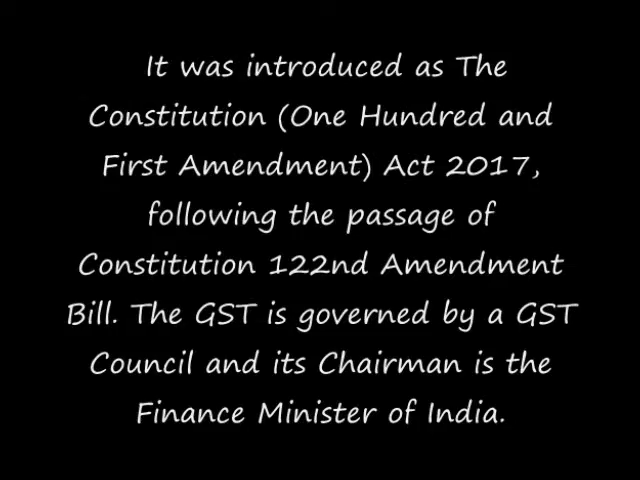 It was introduced as The
Constitution (One Hundred and
First Amendment) Act 2017,
following the passage of
Constitution 122nd Amendment
Bill. The GST is governed by a GST
Council and its Chairman is the
Finance Minister of India.